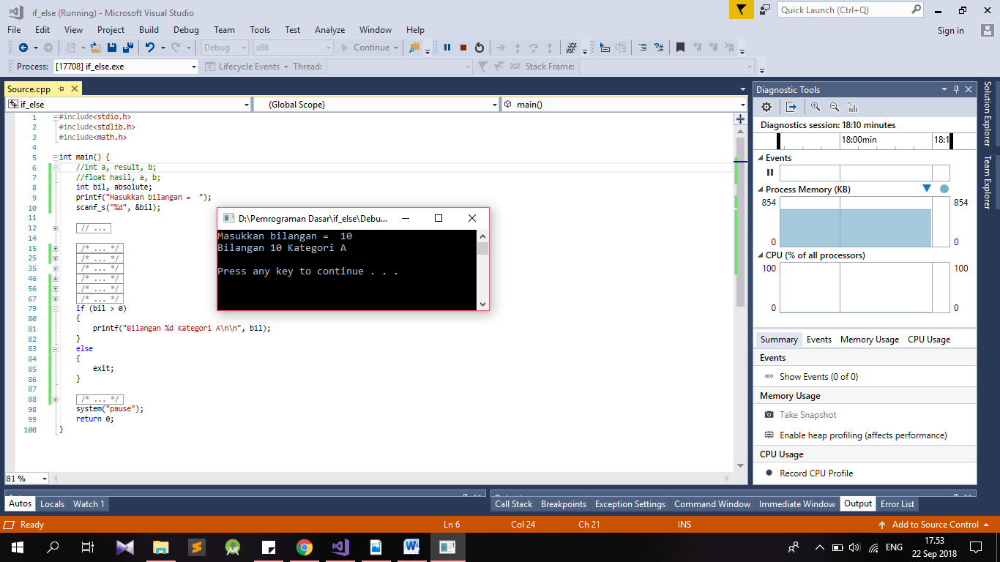 if_else (Running) - Microsoft Visual Studio
Quick Launch (Ctrl+Q)
File Edit View Project Build Debug Team Tools Test Analyze Window Help
Sign in
Debug x86 Continue
Process: [17708] if_else.exe Lifecycle Events Thread: Stack Frame:
Source.cpp
if_else (Global Scope) main()
1 #include<stdio.h>
2 #include<stdlib.h>
3 #include<math.h>
4
5 int main() {
6 //int a, result, b;
7 //float hasil, a, b;
8 int bil, absolute;
9 printf("Masukkan bilangan =  ");
10 scanf_s("%d", &bil);
11
12 // ...
14
15 /* ... */
25 /* ... */
35 /* ... */
46 /* ... */
56 /* ... */
67 /* ... */
79 if (bil > 0)
80 {
81 printf("Bilangan %d Kategori A\n\n", bil);
82 }
83 else
84 {
85 exit;
86 }
87
88 /* ... */
98 system("pause");
99 return 0;
100 }
D:\Pemrograman Dasar\if_else\Debu...
Masukkan bilangan =  10
Bilangan 10 Kategori A
Press any key to continue . . .
Diagnostic Tools
Diagnostics session: 18:10 minutes
18:00min 18:1
Events
Process Memory (KB)
854 854
0 0
CPU (% of all processors)
100 100
0 0
Summary Events Memory Usage CPU Usage
Events
Show Events (0 of 0)
Memory Usage
Take Snapshot
Enable heap profiling (affects performance)
CPU Usage
Record CPU Profile
Solution Explorer
Team Explorer
81 %
Autos Locals Watch 1
Call Stack Breakpoints Exception Settings Command Window Immediate Window Output Error List
Ready Ln 6 Col 24 Ch 21 INS Add to Source Control
ENG
17.53
22 Sep 2018